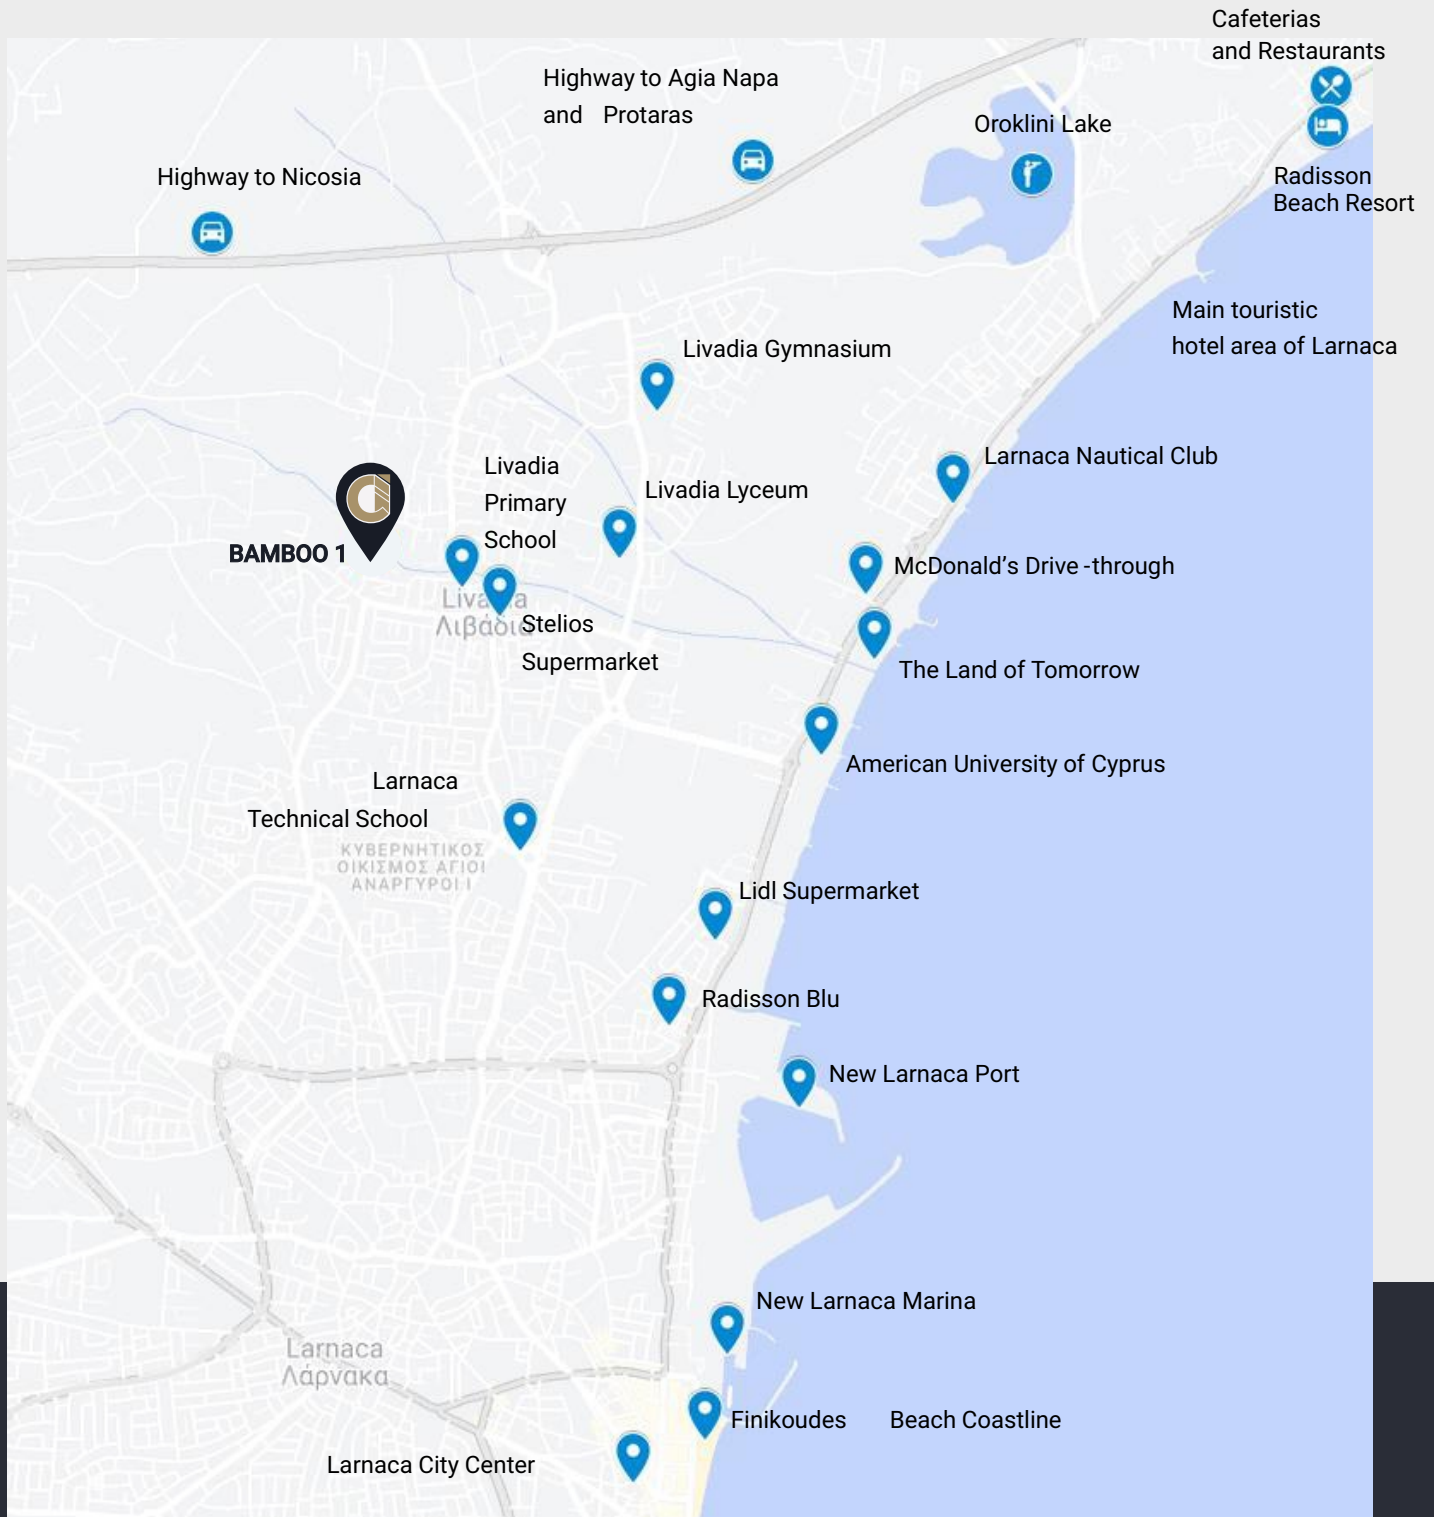 Cafeterias
and Restaurants
Highway to Agia Napa
and Protaras
Oroklini Lake
Highway to Nicosia
Radisson
Beach Resort
Main touristic
hotel area of Larnaca
Livadia Gymnasium
Larnaca Nautical Club
Livadia
Primary
School
Livadia Lyceum
BAMBOO 1
McDonald's Drive-through
Livadia
Λιβάδια
Stelios
Supermarket
The Land of Tomorrow
American University of Cyprus
Larnaca
Technical School
ΚΥΒΕΡΝΗΤΙΚΟΣ
ΟΙΚΙΣΜΟΣ ΑΓΙΟΙ
ΑΝΑΡΓΥΡΟΙ Ι
Lidl Supermarket
Radisson Blu
New Larnaca Port
New Larnaca Marina
Larnaca
Λάρνακα
Finikoudes Beach Coastline
Larnaca City Center